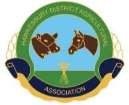 HAWKESBURY DISTRICT AGRICULTURAL
ASSOCIATION